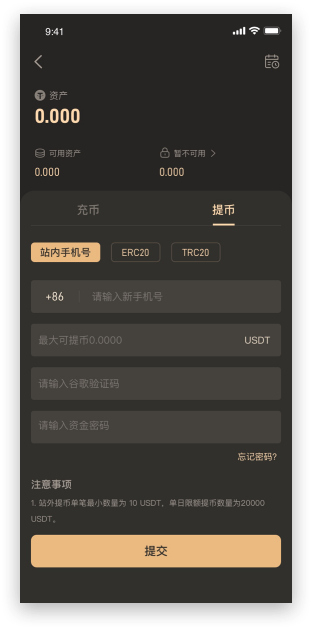 9:41
资产
0.000
可用资产
暂不可用
0.000
0.000
充币
提币
站内手机号
ERC20
TRC20
+86
请输入新手机号
最大可提币0.0000
USDT
请输入谷歌验证码
请输入资金密码
忘记密码?
注意事项
1. 站外提币单笔最小数量为 10 USDT，单日限额提币数量为20000
USDT。
提交